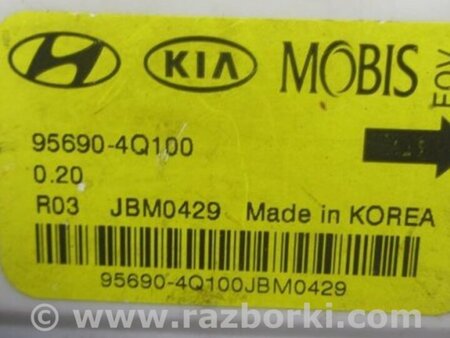 KIA MOBIS
95690-4Q100
0.20
R03 JBM0429 Made in KOREA
95690-4Q100JBM0429
www.razborki.com